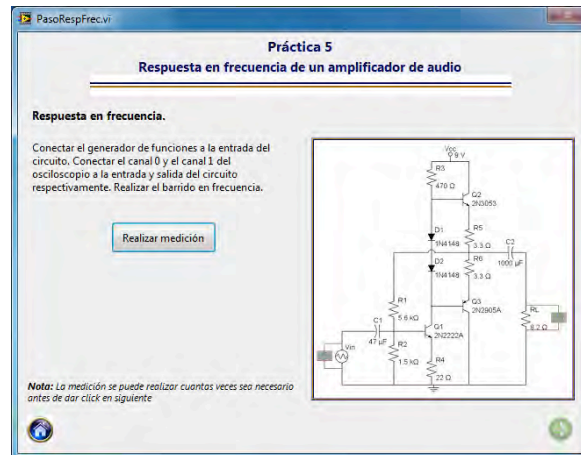 PasoRespFrec.vi
Práctica 5
Respuesta en frecuencia de un amplificador de audio
Respuesta en frecuencia.
Conectar el generador de funciones a la entrada del
circuito. Conectar el canal 0 y el canal 1 del
osciloscopio a la entrada y salida del circuito
respectivamente. Realizar el barrido en frecuencia.
Realizar medición
Nota: La medición se puede realizar cuantas veces sea necesario
antes de dar click en siguiente
Vcc
9 V
R3
470 Ω
Q2
2N3053
D1
1N4148
R5
3.3 Ω
C2
1000 µF
D2
1N4148
R6
3.3 Ω
R1
5.6 kΩ
Q3
2N2905A
RL
8.2 Ω
C1
47 µF
Q1
2N2222A
Vin
R2
1.5 kΩ
R4
22 Ω